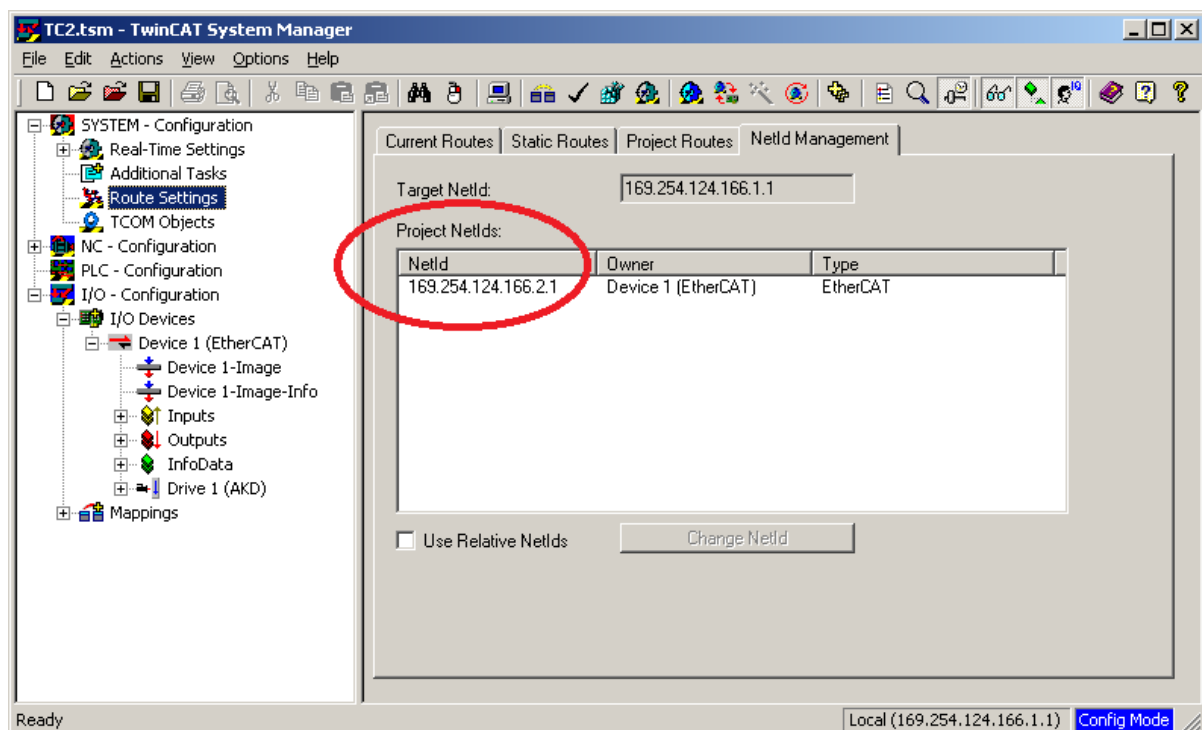 TC2.tsm - TwinCAT System Manager
File Edit Actions View Options Help
SYSTEM - Configuration
Real-Time Settings
Additional Tasks
Route Settings
TCOM Objects
NC - Configuration
PLC - Configuration
I/O - Configuration
I/O Devices
Device 1 (EtherCAT)
Device 1-Image
Device 1-Image-Info
Inputs
Outputs
InfoData
Drive 1 (AKD)
Mappings
Current Routes Static Routes Project Routes NetId Management
Target NetId: 169.254.124.166.1.1
Project NetIds:
NetId Owner Type
169.254.124.166.2.1 Device 1 (EtherCAT) EtherCAT
Use Relative NetIds Change NetId
Ready Local (169.254.124.166.1.1) Config Mode